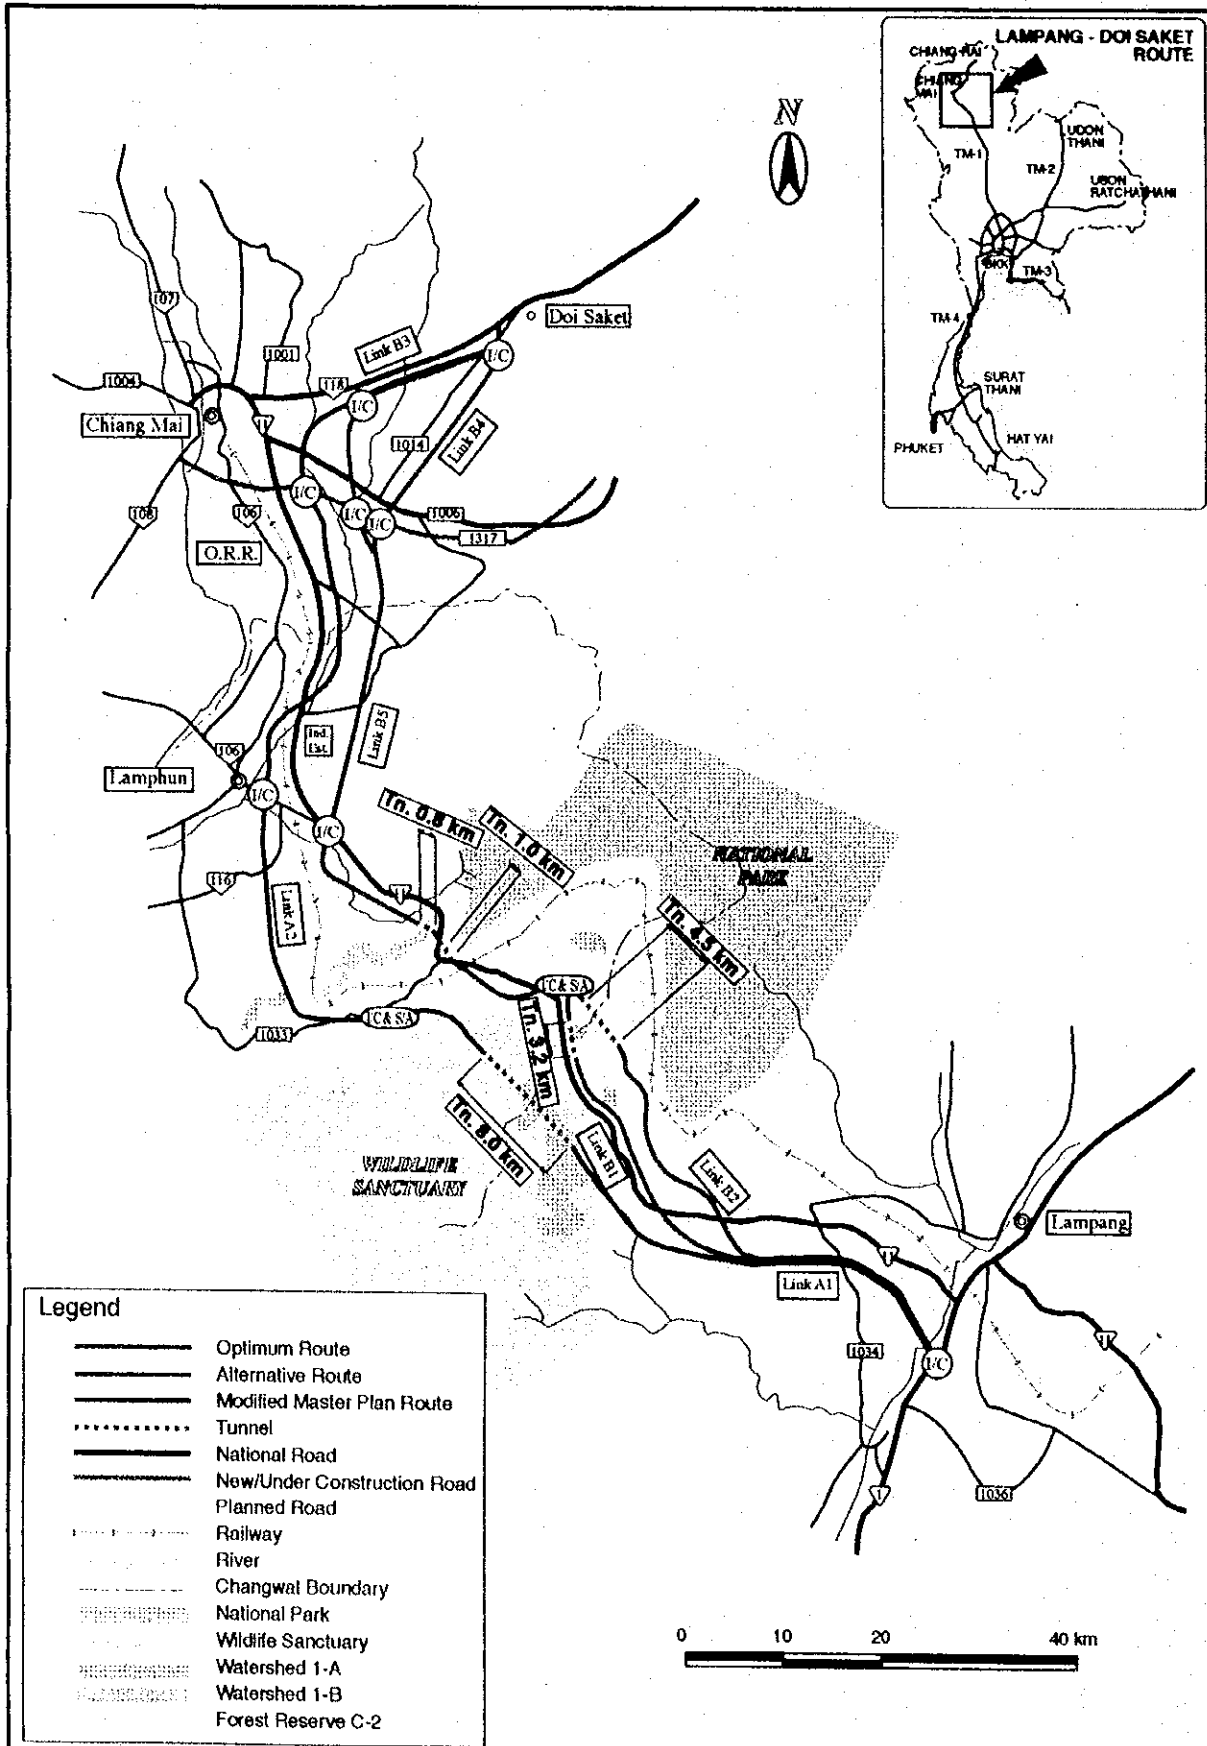 LAMPANG - DOI SAKET
ROUTE
CHIANG RAI
CHIANG
MAI
UDON
THANI
TM-1
TM-2
UBON
RATCHATHANI
BKK
TM-3
TM-4
SURAT
THANI
HAT YAI
PHUKET
N
107
Doi Saket
1001
Link B3
I/C
1004
118
I/C
Chiang Mai
11
1014
Link B4
I/C
108
106
I/C
I/C
1006
1317
O.R.R.
Ind.
Est.
Link B5
106
Lamphun
I/C
I/C
Tn. 0.8 km
Tn. 1.0 km
NATIONAL
PARK
116
Link A2
11
Tn. 4.5 km
I/C & S/A
I/C & S/A
1033
Tn. 3.2 km
Tn. 8.0 km
WILDLIFE
SANCTUARY
Link B1
Link B2
Lampang
11
Link A1
1034
I/C
11
1
1036
Legend
Optimum Route
Alternative Route
Modified Master Plan Route
Tunnel
National Road
New/Under Construction Road
Planned Road
Railway
River
Changwat Boundary
National Park
Wildlife Sanctuary
Watershed 1-A
Watershed 1-B
Forest Reserve C-2
0 10 20 40 km